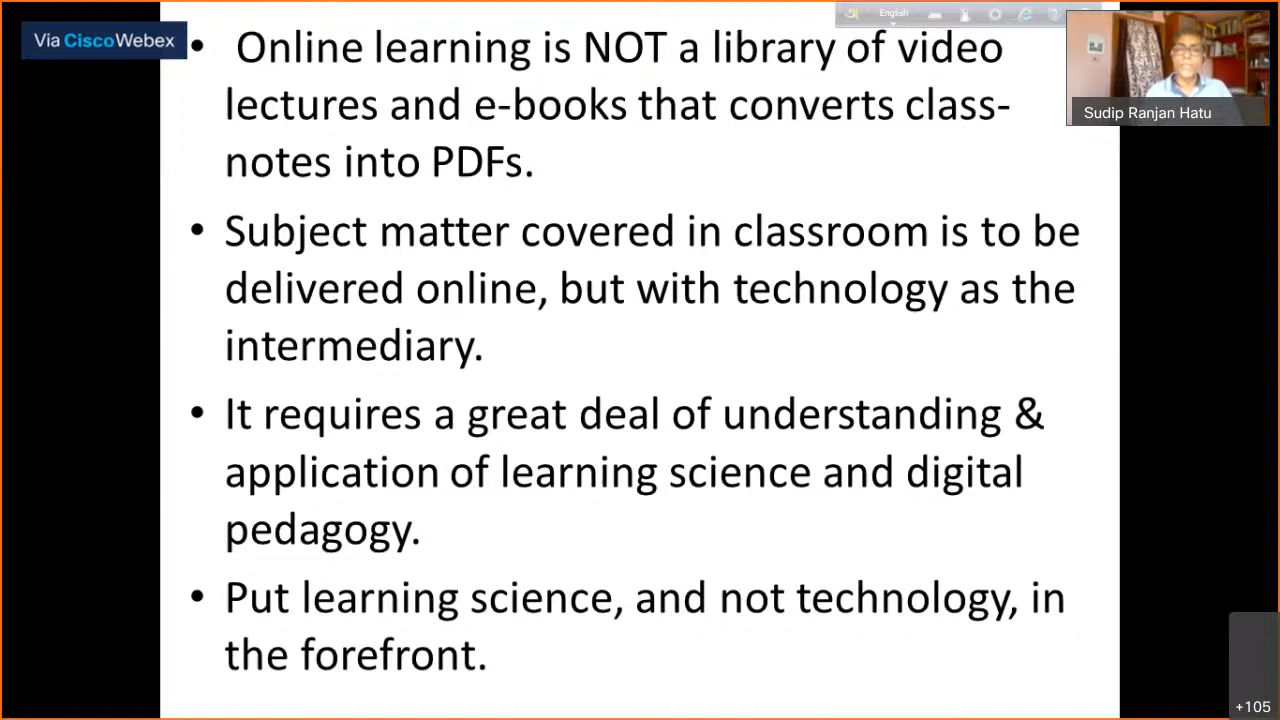 Via CiscoWebex
English
Sudip Ranjan Hatu
• Online learning is NOT a library of video
lectures and e-books that converts class-
notes into PDFs.
• Subject matter covered in classroom is to be
delivered online, but with technology as the
intermediary.
• It requires a great deal of understanding &
application of learning science and digital
pedagogy.
• Put learning science, and not technology, in
the forefront.
+105